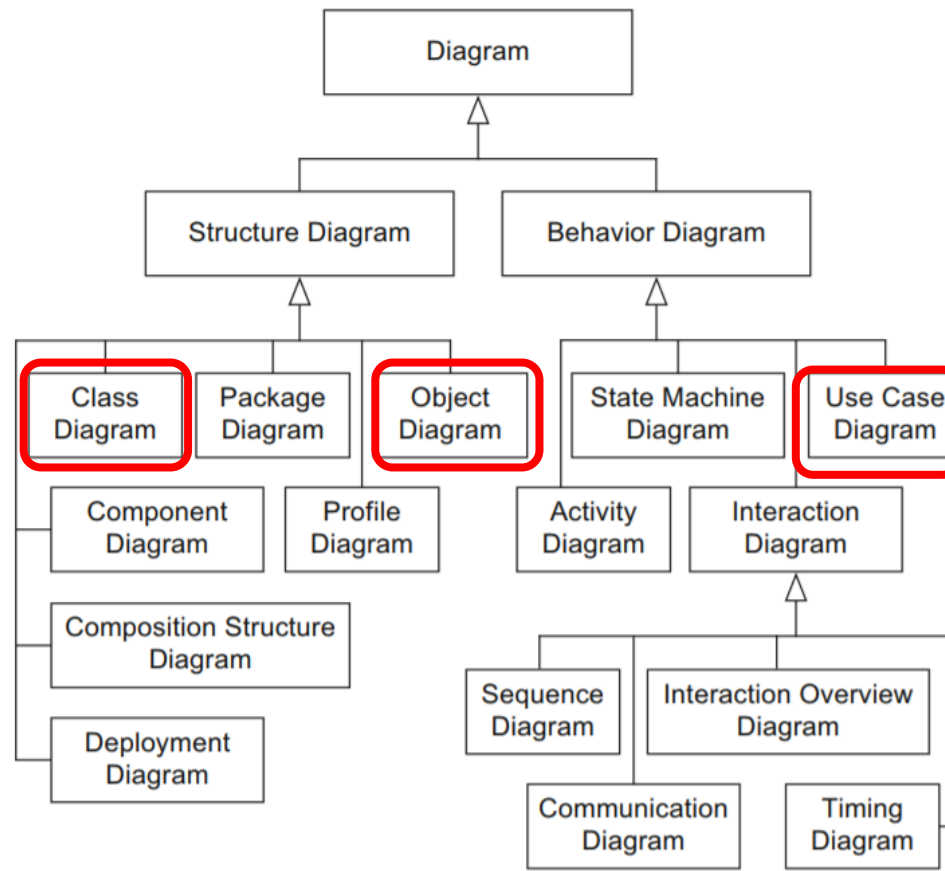 Diagram
Structure Diagram
Behavior Diagram
Class
Diagram
Package
Diagram
Object
Diagram
State Machine
Diagram
Use Case
Diagram
Component
Diagram
Profile
Diagram
Activity
Diagram
Interaction
Diagram
Composition Structure
Diagram
Sequence
Diagram
Interaction Overview
Diagram
Deployment
Diagram
Communication
Diagram
Timing
Diagram